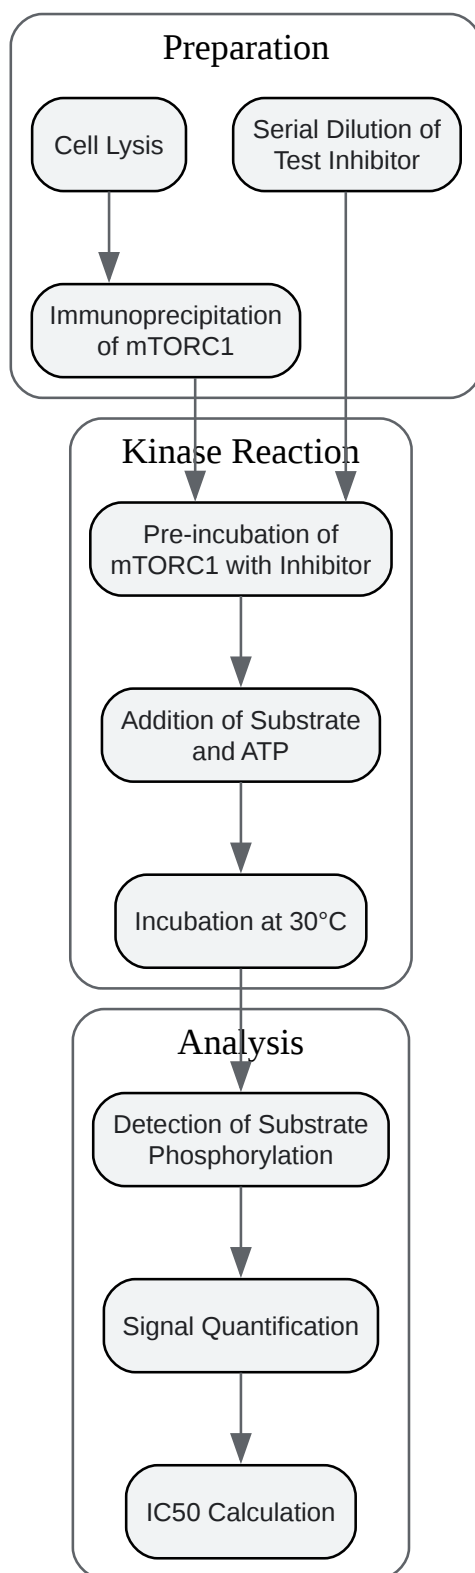 Preparation
Cell Lysis
Serial Dilution of
Test Inhibitor
Immunoprecipitation
of mTORC1
Kinase Reaction
Pre-incubation of
mTORC1 with Inhibitor
Addition of Substrate
and ATP
Incubation at 30°C
Analysis
Detection of Substrate
Phosphorylation
Signal Quantification
IC50 Calculation